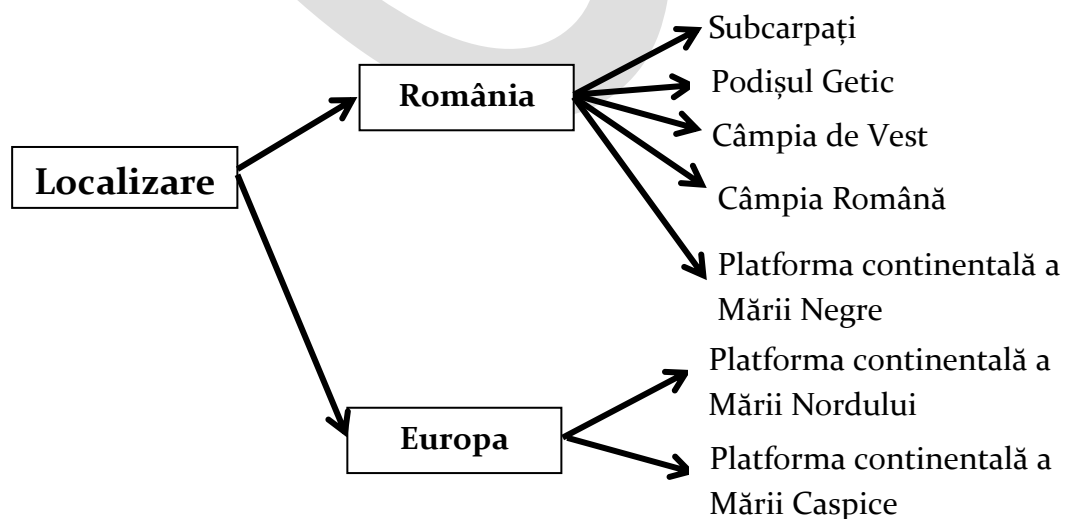 Localizare
România
Subcarpați
Podișul Getic
Câmpia de Vest
Câmpia Română
Platforma continentală a
Mării Negre
Europa
Platforma continentală a
Mării Nordului
Platforma continentală a
Mării Caspice